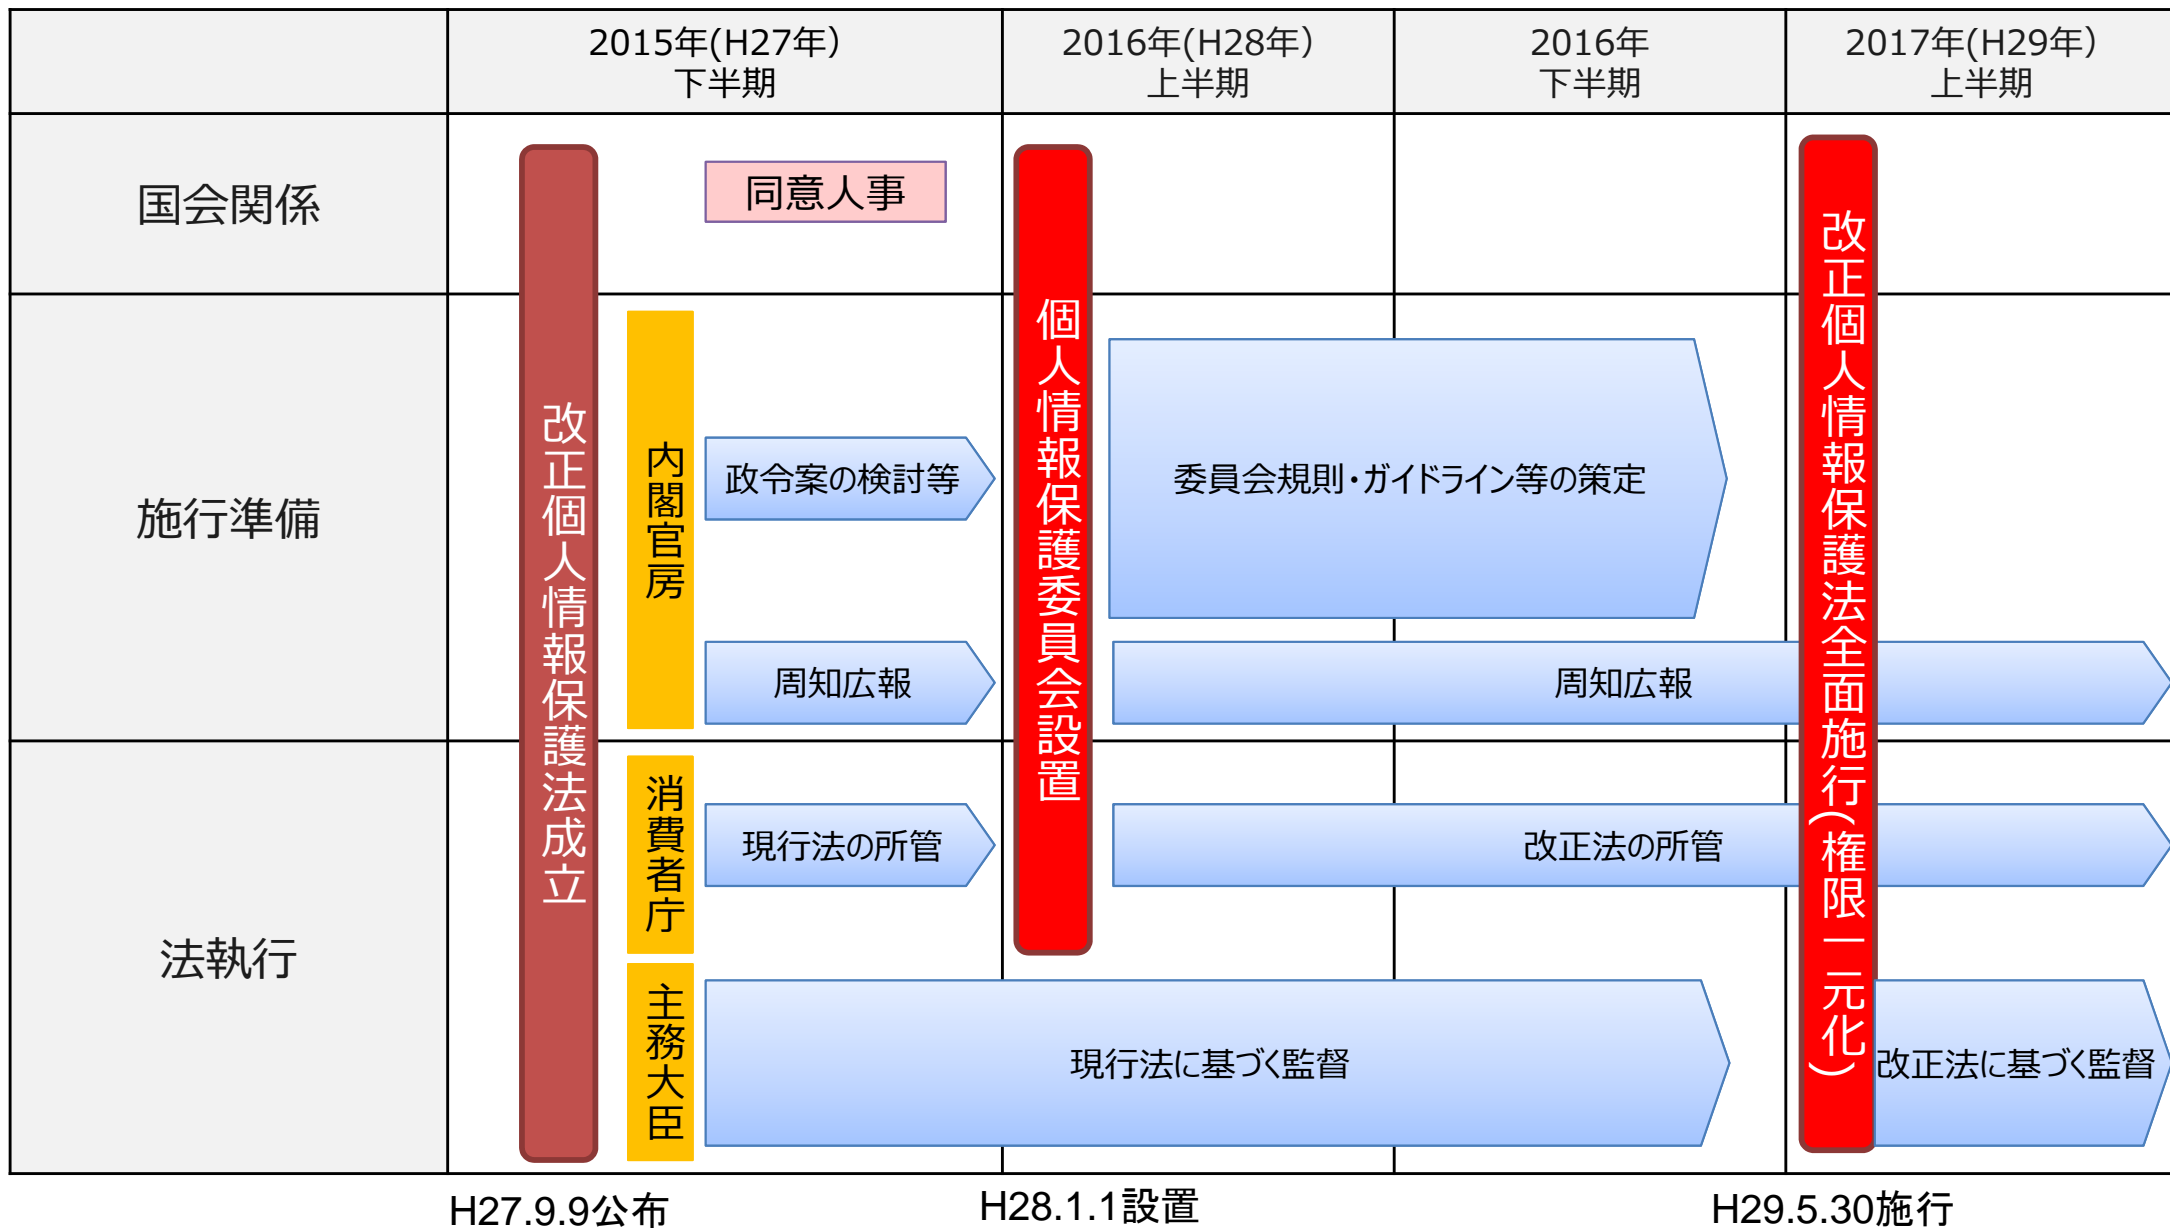 2015年(H27年)
下半期
2016年(H28年)
上半期
2016年
下半期
2017年(H29年)
上半期
国会関係
同意人事
改正個人情報保護法成立
個人情報保護委員会設置
改正個人情報保護法全面施行(権限一元化)
施行準備
内閣官房
政令案の検討等
委員会規則・ガイドライン等の策定
周知広報
周知広報
法執行
消費者庁
現行法の所管
改正法の所管
主務大臣
現行法に基づく監督
改正法に基づく監督
H27.9.9公布
H28.1.1設置
H29.5.30施行